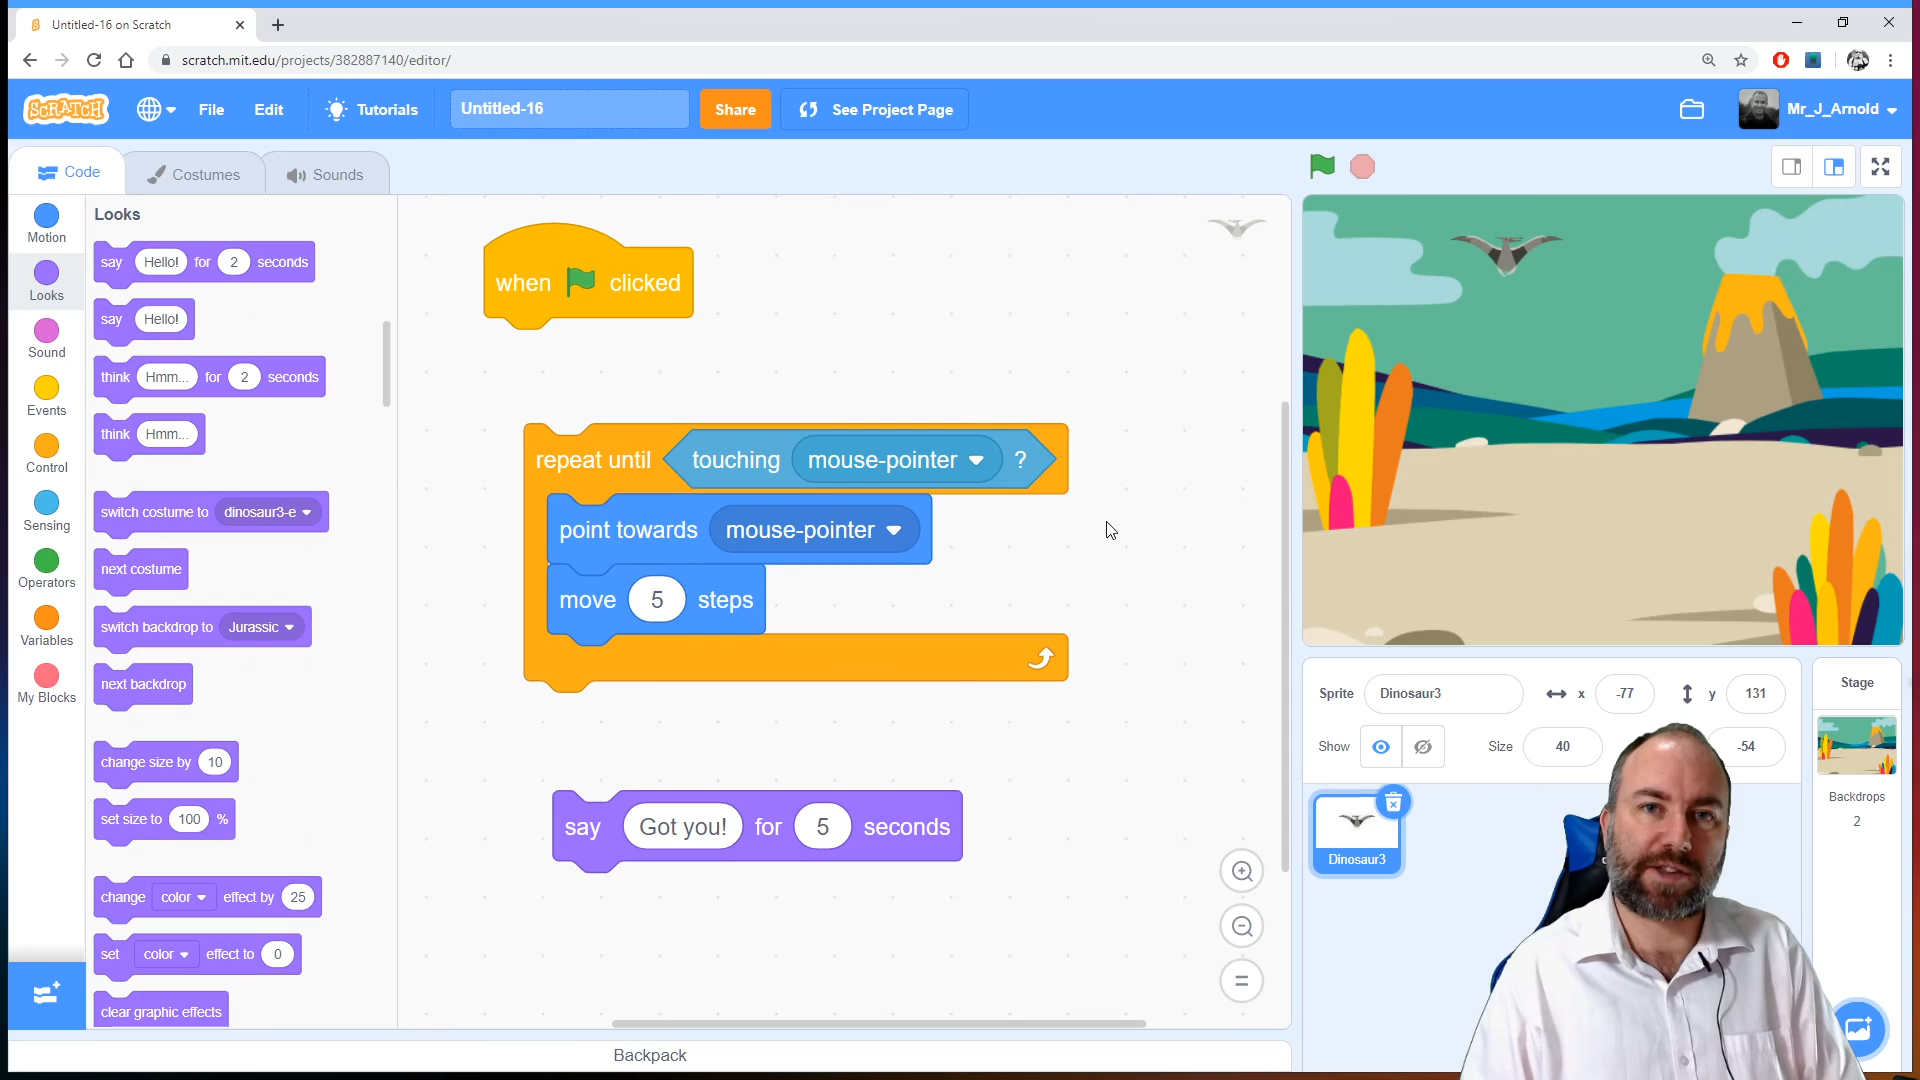 Untitled-16 on Scratch
scratch.mit.edu/projects/382887140/editor/
SCRATCH File Edit Tutorials Untitled-16 Share See Project Page Mr_J_Arnold
Code Costumes Sounds
Motion
Looks
Sound
Events
Control
Sensing
Operators
Variables
My Blocks
Looks
say Hello! for 2 seconds
say Hello!
think Hmm... for 2 seconds
think Hmm...
switch costume to dinosaur3-e
next costume
switch backdrop to Jurassic
next backdrop
change size by 10
set size to 100 %
change color effect by 25
set color effect to 0
clear graphic effects
when clicked
repeat until touching mouse-pointer ?
point towards mouse-pointer
move 5 steps
say Got you! for 5 seconds
Backpack
Sprite Dinosaur3 x -77 y 131
Show Size 40 -54
Dinosaur3
Stage
Backdrops
2